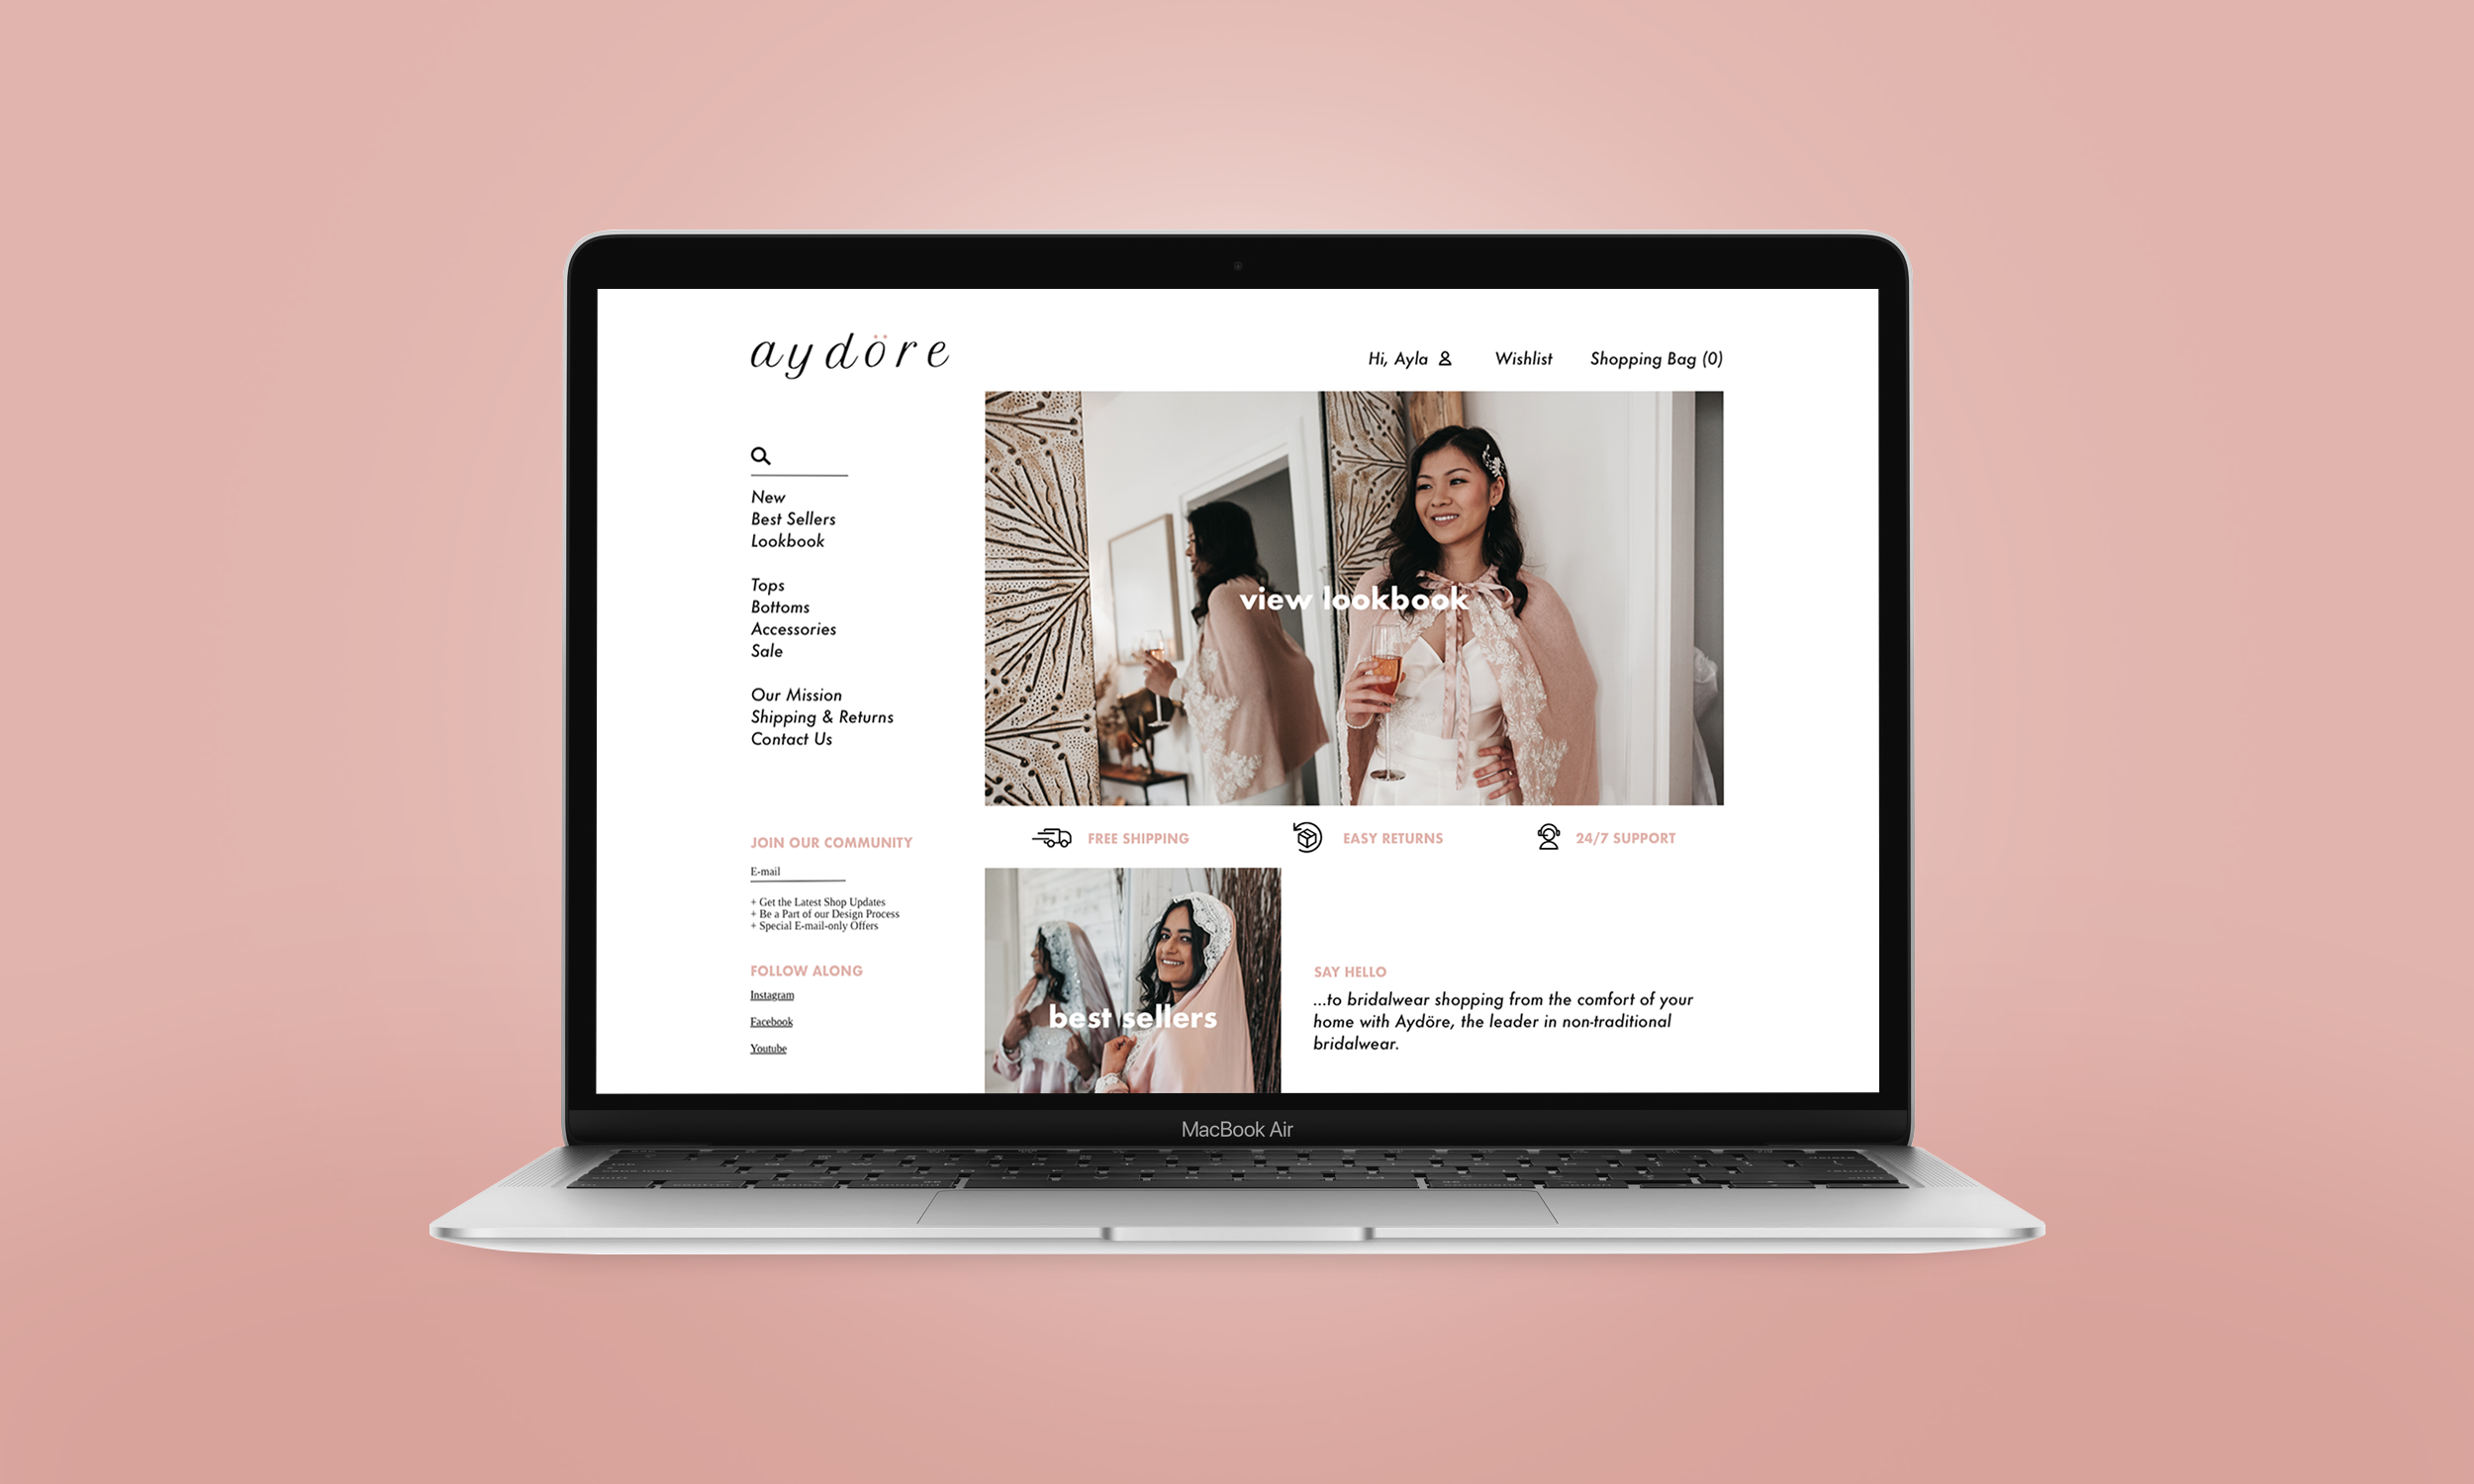 aydöre
Hi, Ayla
Wishlist
Shopping Bag (0)
New
Best Sellers
Lookbook
Tops
Bottoms
Accessories
Sale
Our Mission
Shipping & Returns
Contact Us
view lookbook
FREE SHIPPING
EASY RETURNS
24/7 SUPPORT
JOIN OUR COMMUNITY
E-mail
+ Get the Latest Shop Updates
+ Be a Part of our Design Process
+ Special E-mail-only Offers
FOLLOW ALONG
Instagram
Facebook
Youtube
best sellers
SAY HELLO
...to bridalwear shopping from the comfort of your
home with Aydöre, the leader in non-traditional
bridalwear.
MacBook Air